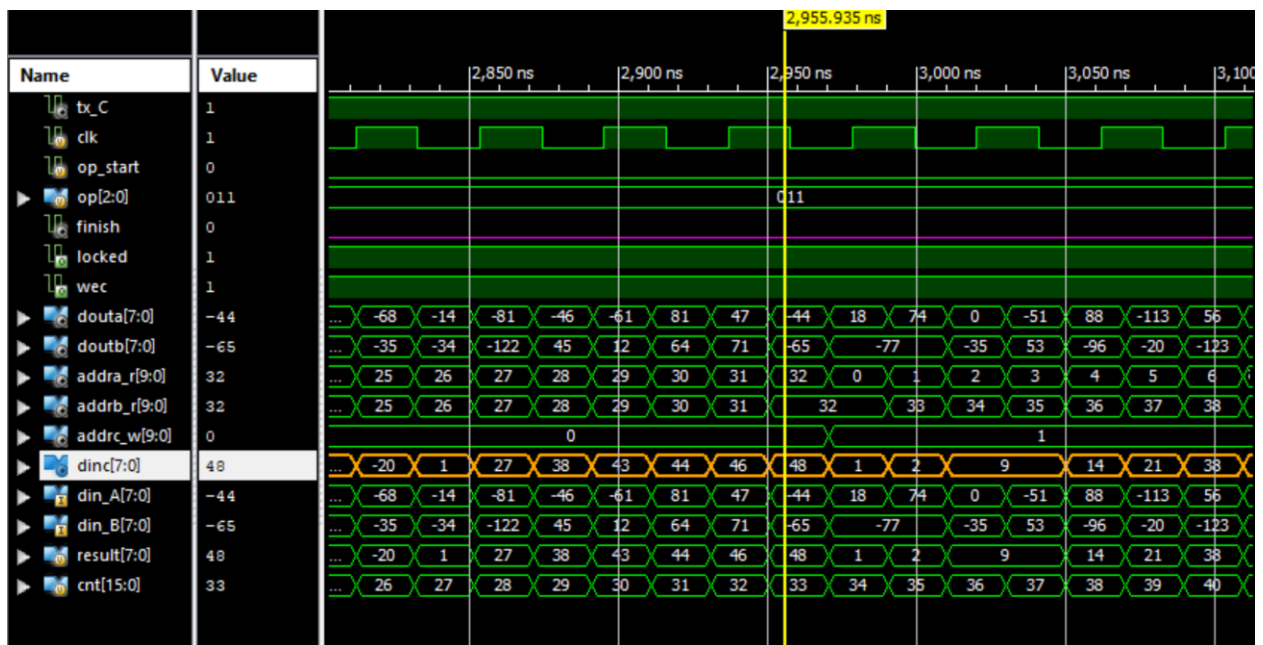 2,955.935 ns
Name Value 2,850 ns 2,900 ns 2,950 ns 3,000 ns 3,050 ns 3,100
tx_C 1
clk 1
op_start 0
op[2:0] 011 011
finish 0
locked 1
wec 1
douta[7:0] -44 ... -68 -14 -81 -46 -61 81 47 -44 18 74 0 -51 88 -113 56
doutb[7:0] -65 ... -35 -34 -122 45 12 64 71 -65 -77 -35 53 -96 -20 -123
addra_r[9:0] 32 ... 25 26 27 28 29 30 31 32 0 1 2 3 4 5 6
addrb_r[9:0] 32 ... 25 26 27 28 29 30 31 32 33 34 35 36 37 38
addrc_w[9:0] 0 0 1
dinc[7:0] 48 ... -20 1 27 38 43 44 46 48 1 2 9 14 21 38
din_A[7:0] -44 ... -68 -14 -81 -46 -61 81 47 -44 18 74 0 -51 88 -113 56
din_B[7:0] -65 ... -35 -34 -122 45 12 64 71 -65 -77 -35 53 -96 -20 -123
result[7:0] 48 ... -20 1 27 38 43 44 46 48 1 2 9 14 21 38
cnt[15:0] 33 ... 26 27 28 29 30 31 32 33 34 35 36 37 38 39 40